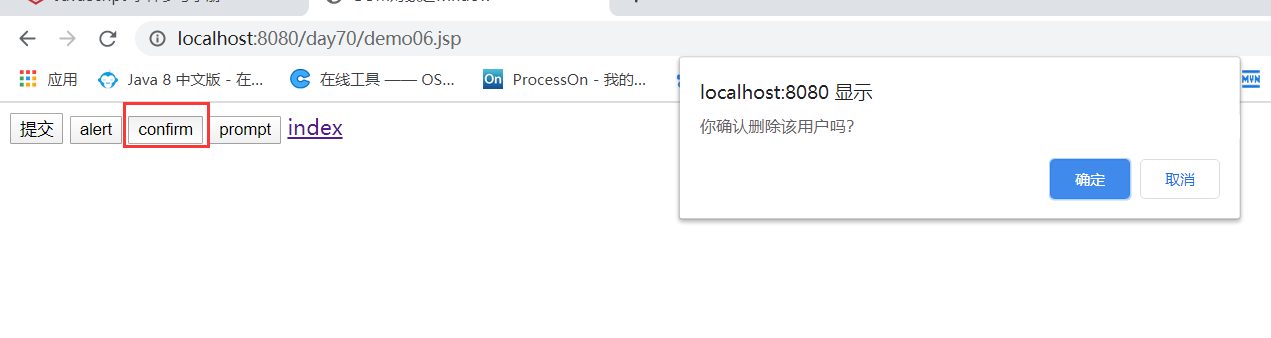 localhost:8080/day70/demo06.jsp
应用 Java 8 中文版 - 在... 在线工具 —— OS... On ProcessOn - 我的...
localhost:8080 显示
你确认删除该用户吗？
确定 取消
提交 alert confirm prompt index